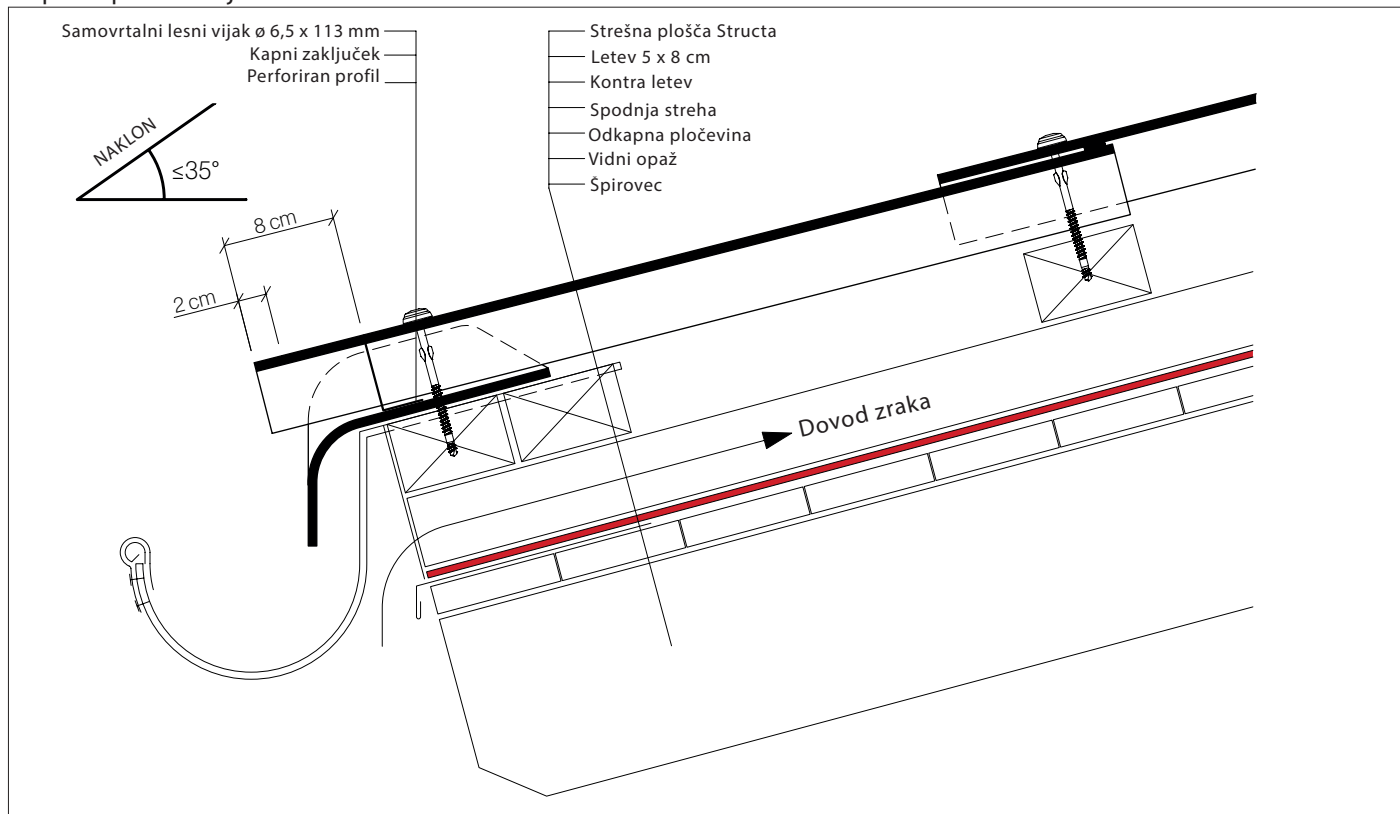 Samovrtalni lesni vijak ø 6,5 x 113 mm
Kapni zaključek
Perforiran profil
Strešna plošča Structa
Letev 5 x 8 cm
Kontra letev
Spodnja streha
Odkapna pločevina
Vidni opaž
Špirovec
NAKLON
≤35°
8 cm
2 cm
Dovod zraka